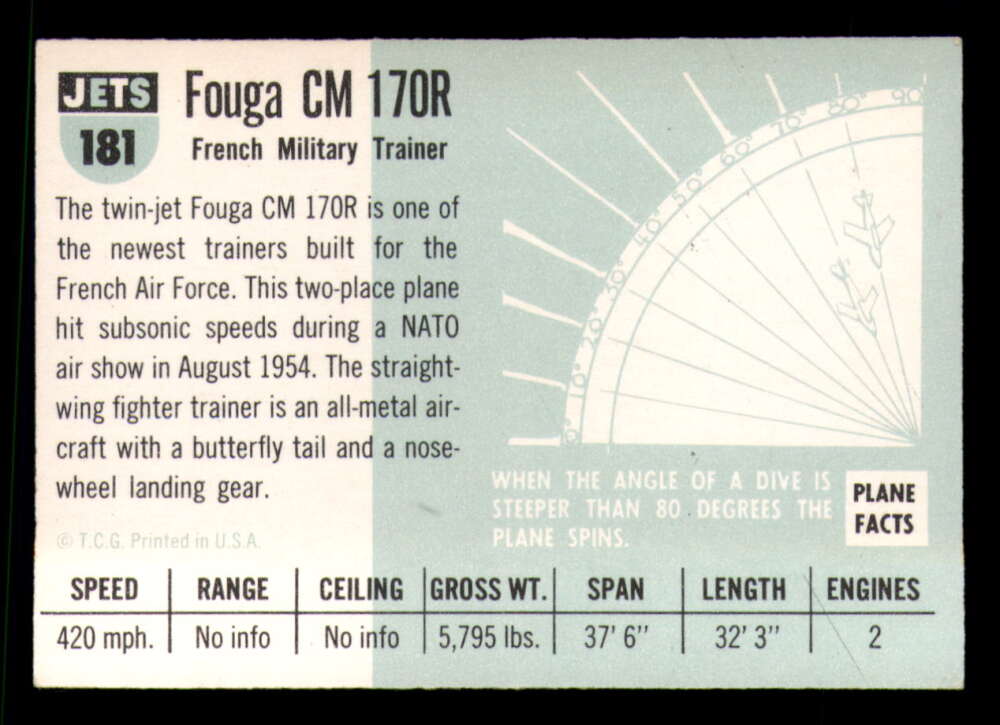 JETS
181
Fouga CM 170R
French Military Trainer
The twin-jet Fouga CM 170R is one of
the newest trainers built for the
French Air Force. This two-place plane
hit subsonic speeds during a NATO
air show in August 1954. The straight-
wing fighter trainer is an all-metal air-
craft with a butterfly tail and a nose-
wheel landing gear.
© T.C.G. Printed in U.S.A.
90
80°
70°
60°
50°
40°
30°
20°
10°
0°
WHEN THE ANGLE OF A DIVE IS
STEEPER THAN 80 DEGREES THE
PLANE SPINS.
PLANE
FACTS
SPEED RANGE CEILING GROSS WT. SPAN LENGTH ENGINES
420 mph. No info No info 5,795 lbs. 37' 6" 32' 3" 2